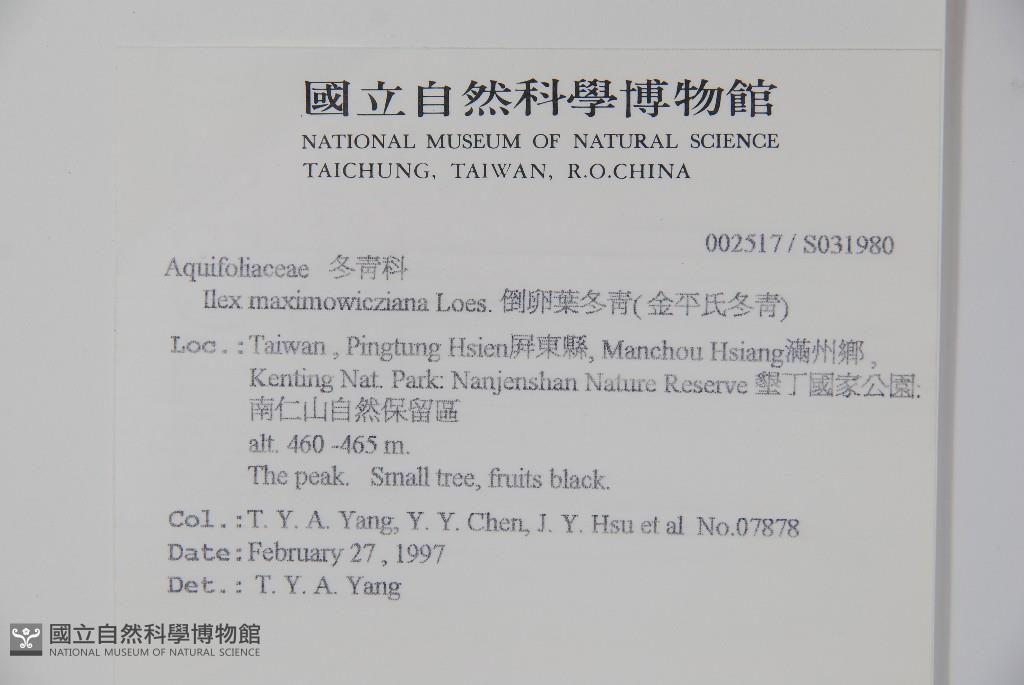 國立自然科學博物館
NATIONAL MUSEUM OF NATURAL SCIENCE
TAICHUNG, TAIWAN, R.O.CHINA
002517 / S031980
Aquifoliaceae 冬青科
Ilex maximowicziana Loes. 倒卵葉冬青( 金平氏冬青)
Loc.:Taiwan , Pingtung Hsien屏東縣, Manchou Hsiang滿州鄉 ,
Kenting Nat. Park: Nanjenshan Nature Reserve 墾丁國家公園:
南仁山自然保留區
alt. 460 -465 m.
The peak. Small tree, fruits black.
Col.:T. Y. A. Yang, Y. Y. Chen, J. Y. Hsu et al No.07878
Date:February 27 , 1997
Det.: T. Y. A. Yang
國立自然科學博物館
NATIONAL MUSEUM OF NATURAL SCIENCE